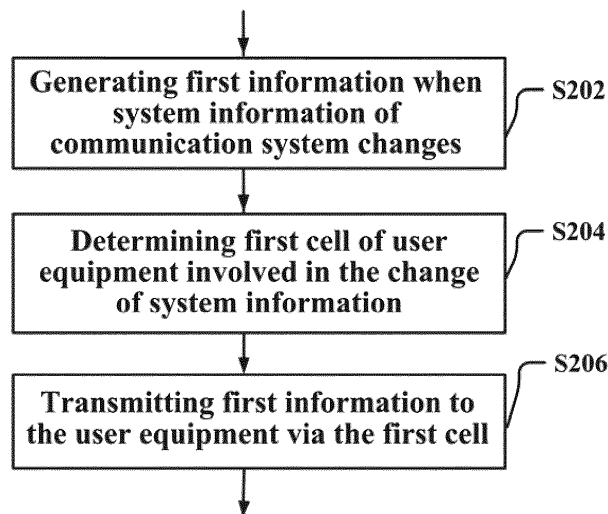 Generating first information when
system information of
communication system changes
S202
Determining first cell of user
equipment involved in the change
of system information
S204
Transmitting first information to
the user equipment via the first cell
S206